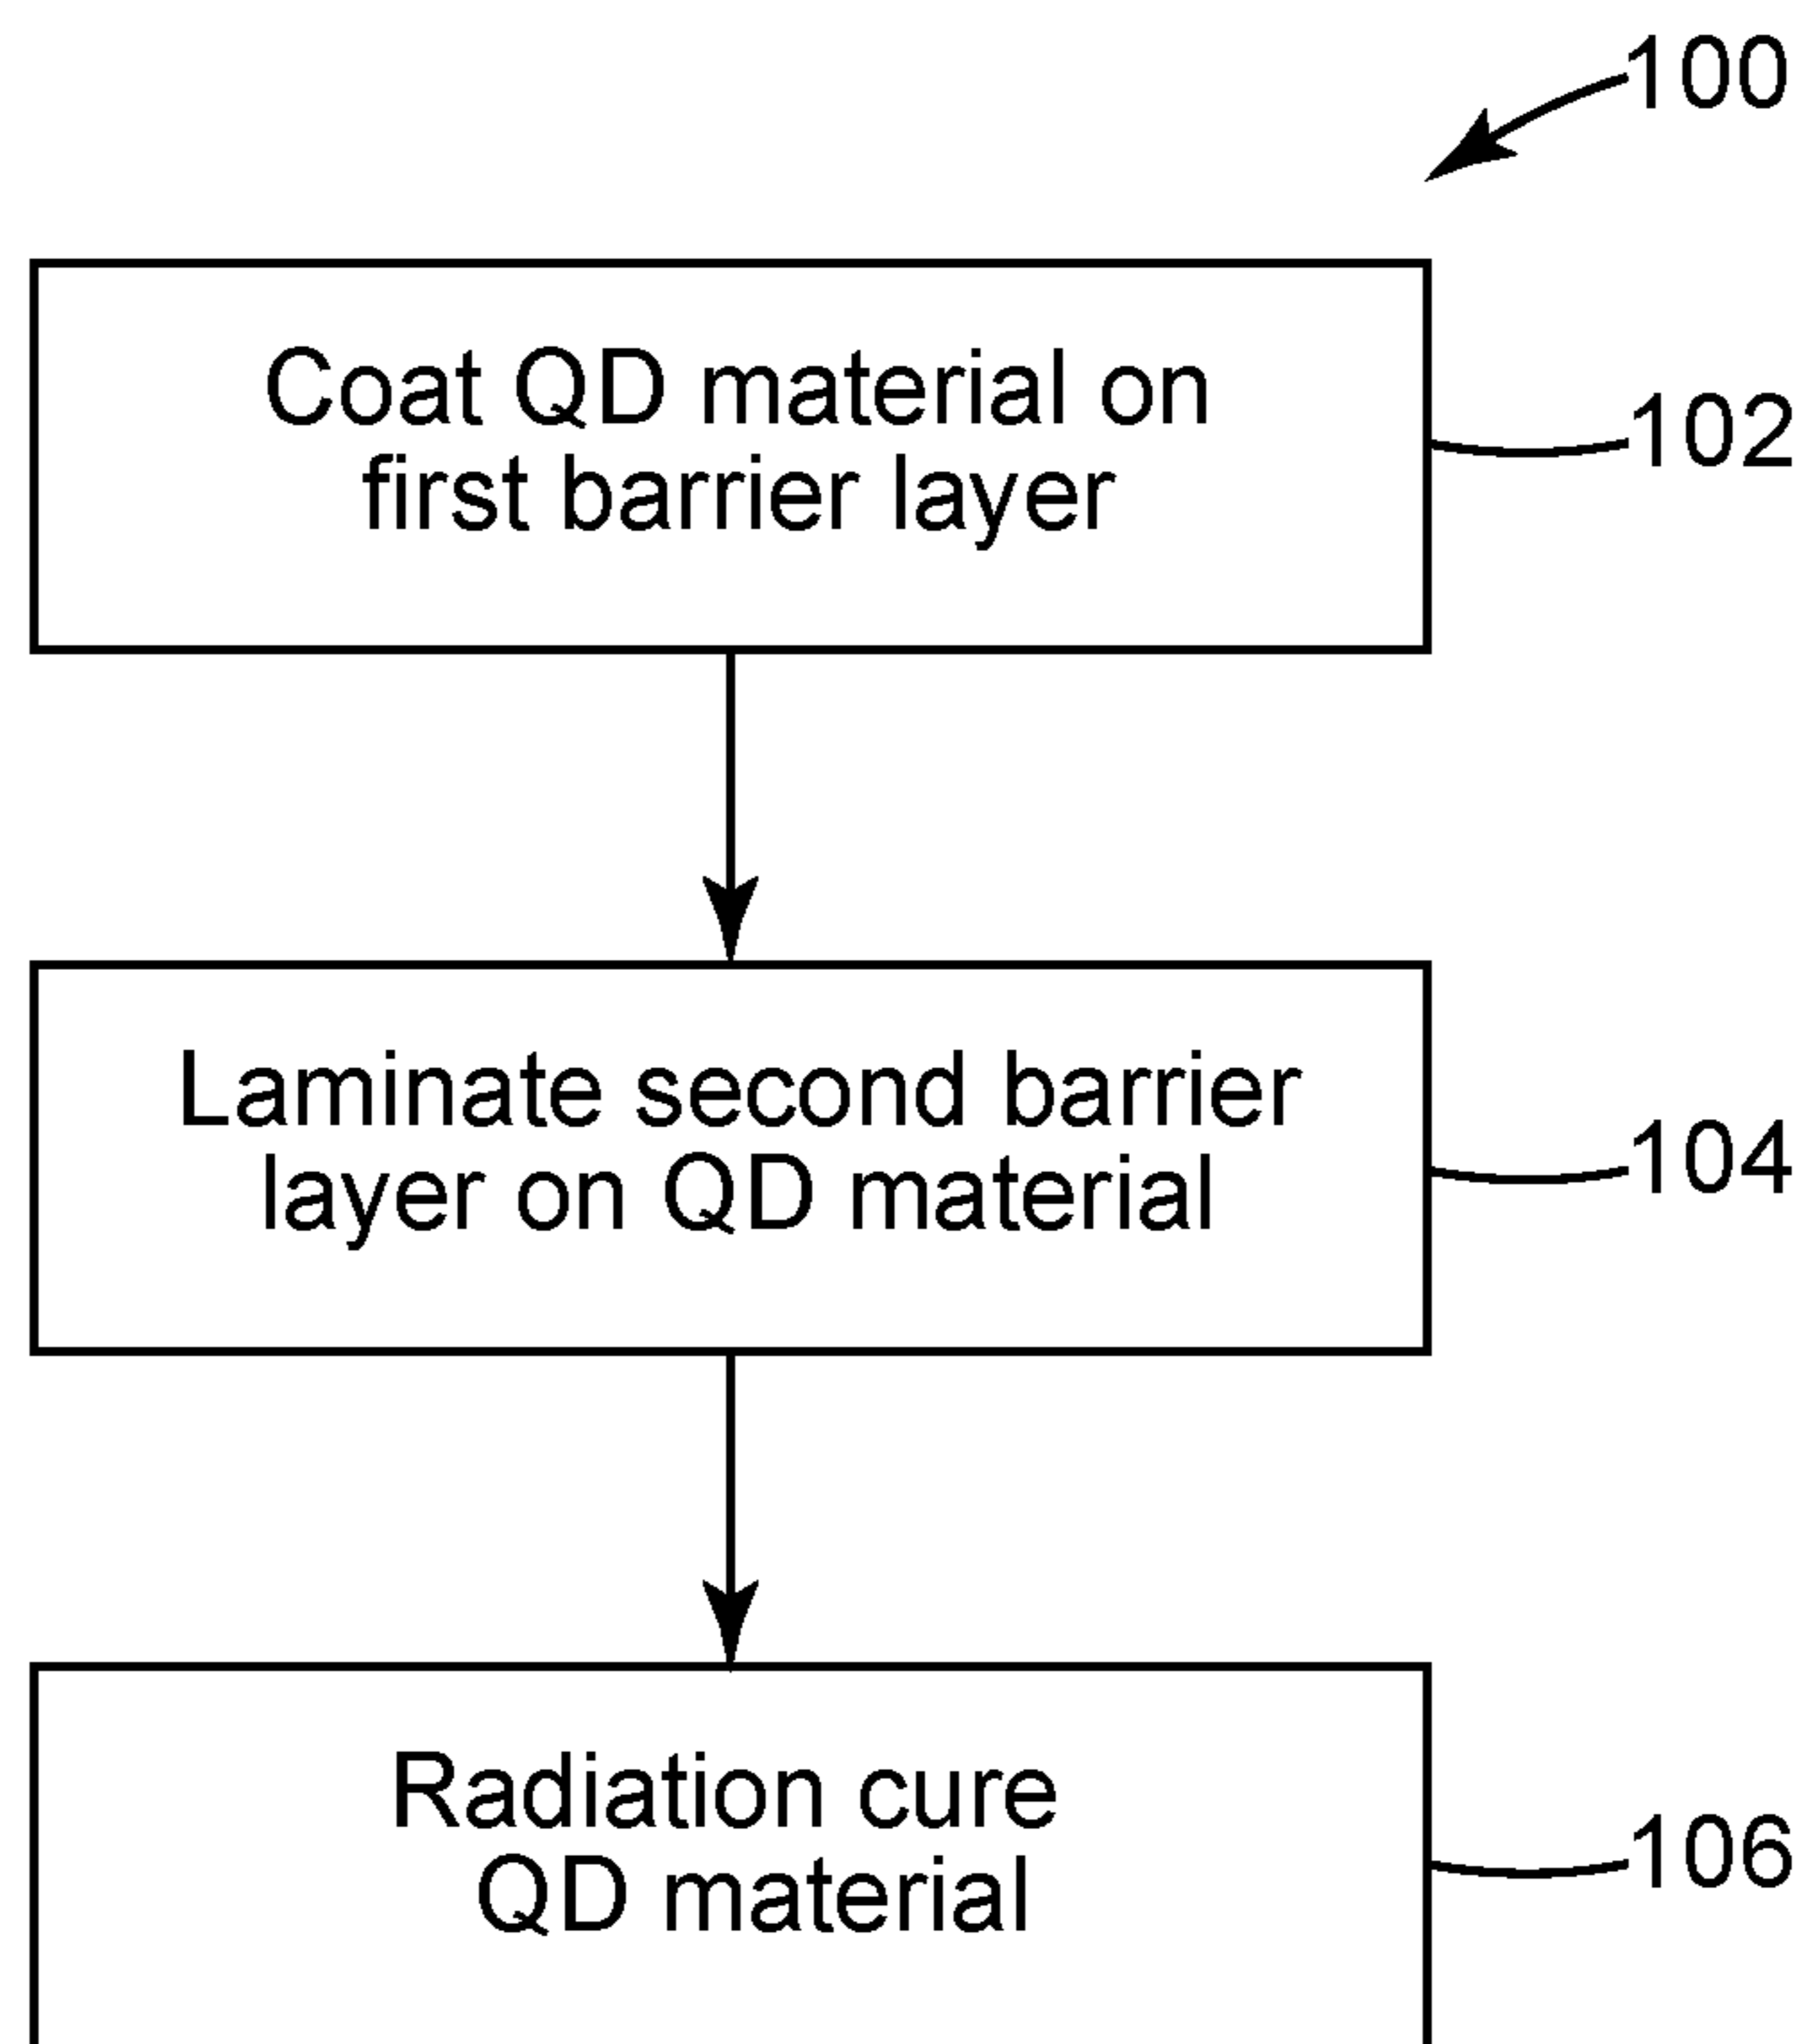 100
Coat QD material on
first barrier layer
102
Laminate second barrier
layer on QD material
104
Radiation cure
QD material
106